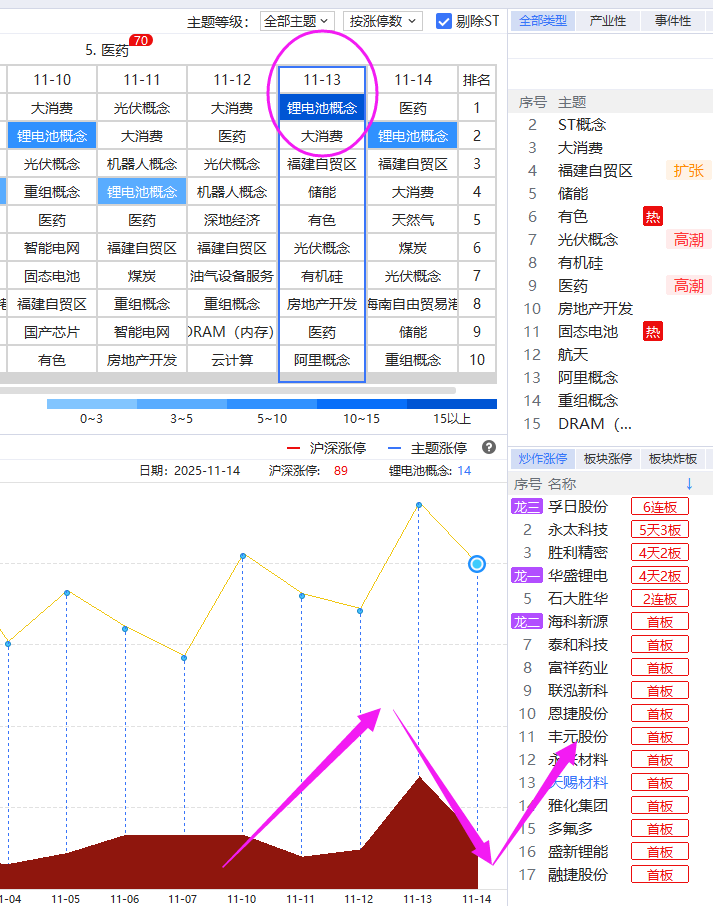 主题等级: 全部主题 按涨停数 剔除ST
5. 医药 70
11-10 11-11 11-12 11-13 11-14 排名
大消费 光伏概念 大消费 锂电池概念 医药 1
锂电池概念 大消费 医药 大消费 锂电池概念 2
光伏概念 机器人概念 光伏概念 福建自贸区 福建自贸区 3
重组概念 锂电池概念 机器人概念 储能 大消费 4
医药 医药 深地经济 有色 天然气 5
智能电网 福建自贸区 福建自贸区 光伏概念 煤炭 6
固态电池 煤炭 油气设备服务 有机硅 光伏概念 7
福建自贸区 重组概念 重组概念 房地产开发 海南自由贸易港 8
国产芯片 智能电网 DRAM(内存) 医药 储能 9
有色 房地产开发 云计算 阿里概念 重组概念 10
0~3 3~5 5~10 10~15 15以上
沪深涨停 主题涨停 ?
日期: 2025-11-14 沪深涨停: 89 锂电池概念: 14
1-04 11-05 11-06 11-07 11-10 11-11 11-12 11-13 11-14
全部类型 产业性 事件性
序号 主题
2 ST概念
3 大消费
4 福建自贸区 扩张
5 储能
6 有色 热
7 光伏概念 高潮
8 有机硅
9 医药 高潮
10 房地产开发
11 固态电池 热
12 航天
13 阿里概念
14 重组概念
15 DRAM(...
炒作涨停 板块涨停 板块炸板
序号 名称 ↓
龙三 孚日股份 6连板
2 永太科技 5天3板
3 胜利精密 4天2板
龙一 华盛锂电 4天2板
5 石大胜华 2连板
龙二 海科新源 首板
7 泰和科技 首板
8 富祥药业 首板
9 联泓新科 首板
10 恩捷股份 首板
11 丰元股份 首板
12 永 材料 首板
13 天赐材料 首板
14 雅化集团 首板
15 多氟多 首板
16 盛新锂能 首板
17 融捷股份 首板